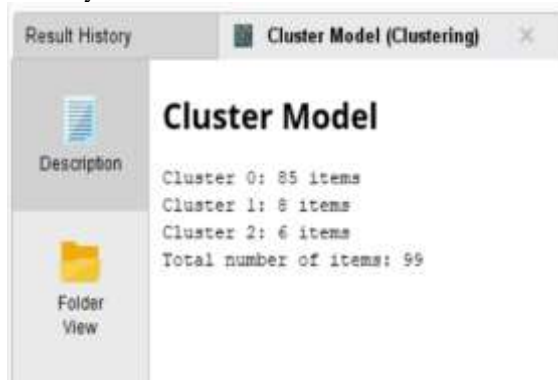 Result History
Cluster Model (Clustering)
Description
Cluster Model
Cluster 0: 85 items
Cluster 1: 8 items
Cluster 2: 6 items
Total number of items: 99
Folder
View